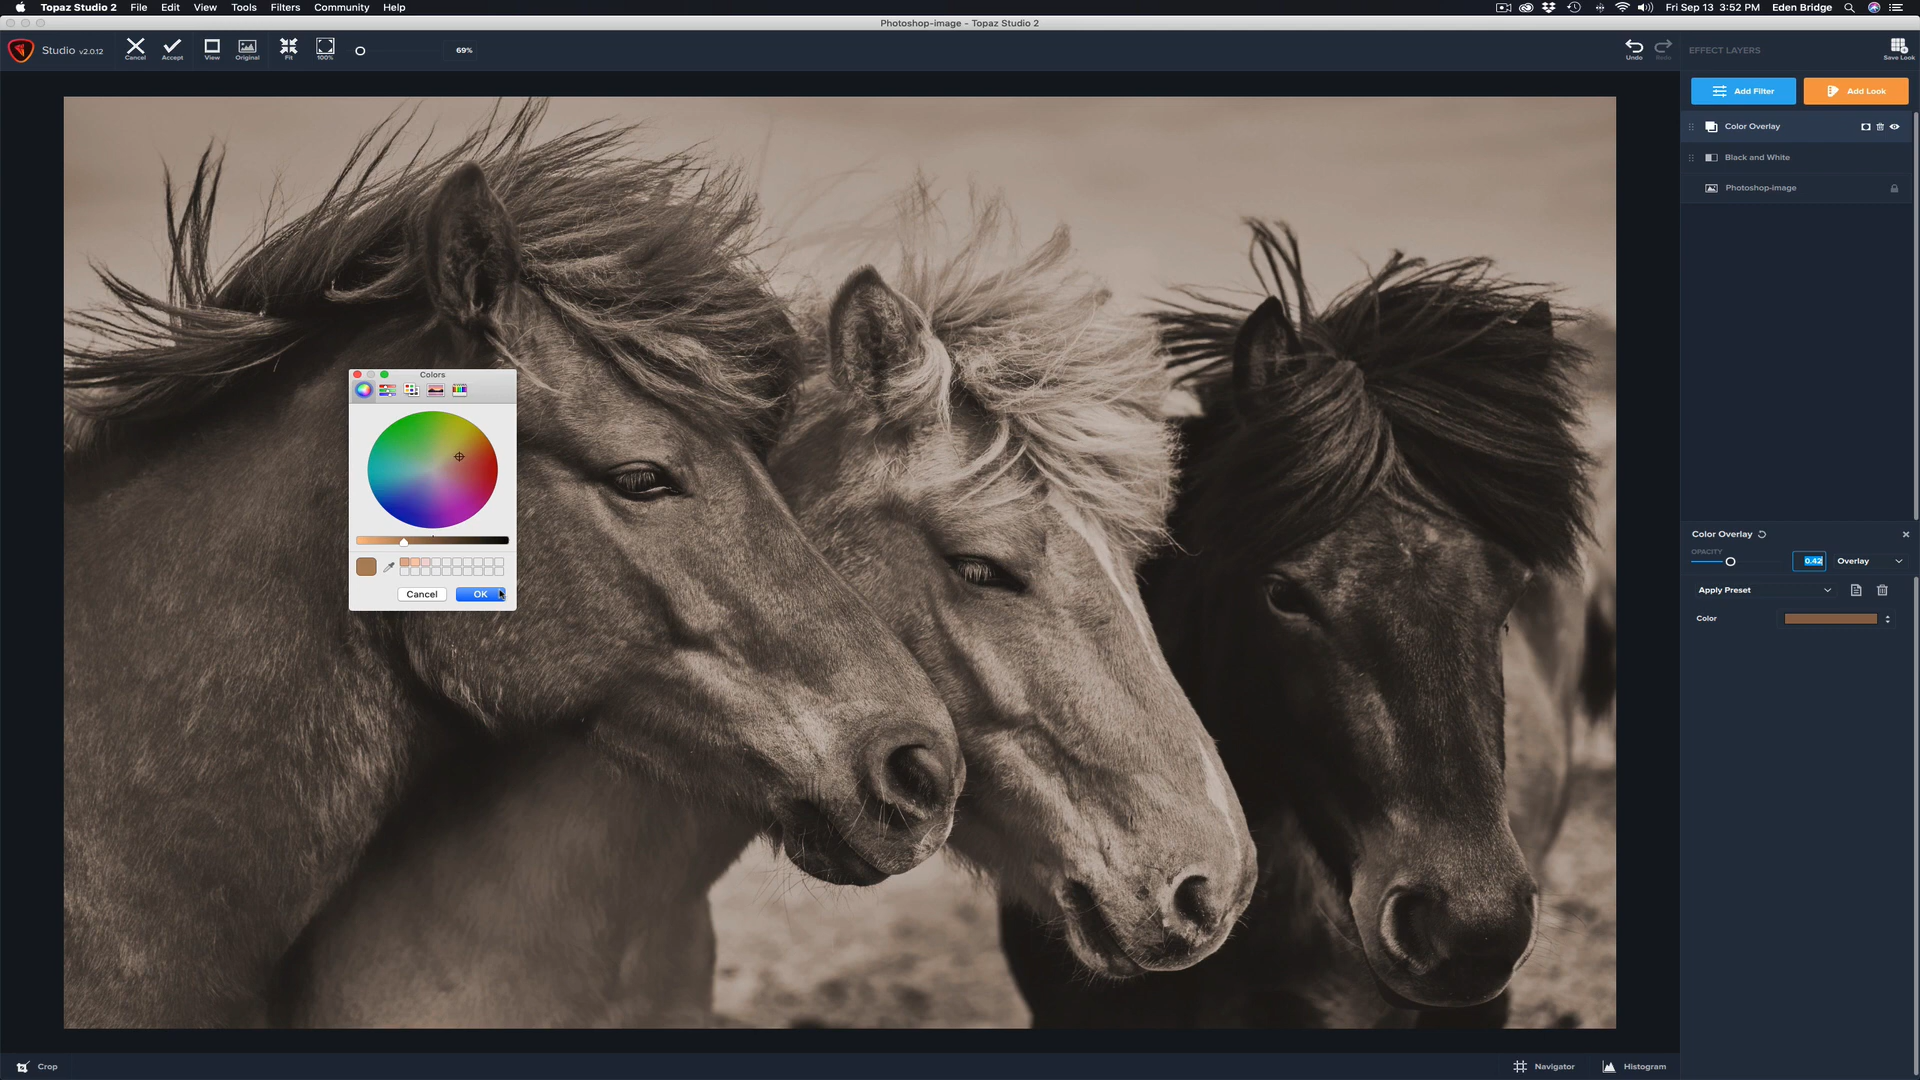 Topaz Studio 2 File Edit View Tools Filters Community Help
Fri Sep 13 3:52 PM Eden Bridge
Photoshop-image - Topaz Studio 2
Studio v2.0.12
Cancel Accept View Original Fit 100% 69%
Undo Redo
EFFECT LAYERS
Save Look
Add Filter Add Look
Color Overlay
Black and White
Photoshop-image
Colors
Cancel OK
Color Overlay
OPACITY
0.42 Overlay
Apply Preset
Color
Crop
Navigator Histogram